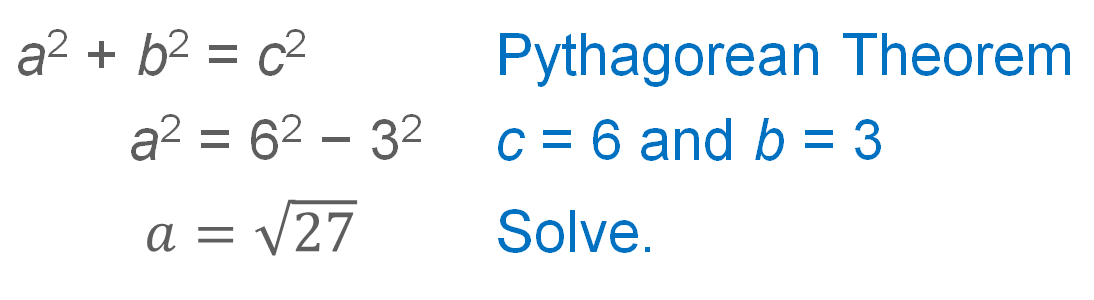 a² + b² = c² Pythagorean Theorem
a² = 6² − 3² c = 6 and b = 3
a = √27 Solve.